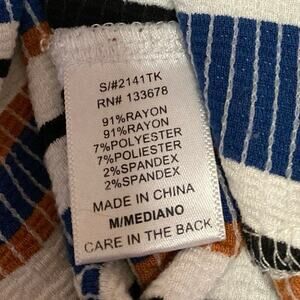 S/#2141TK
RN# 133678
91%RAYON
91%RAYON
7%POLYESTER
7%POLIESTER
2%SPANDEX
2%SPANDEX
MADE IN CHINA
M/MEDIANO
CARE IN THE BACK